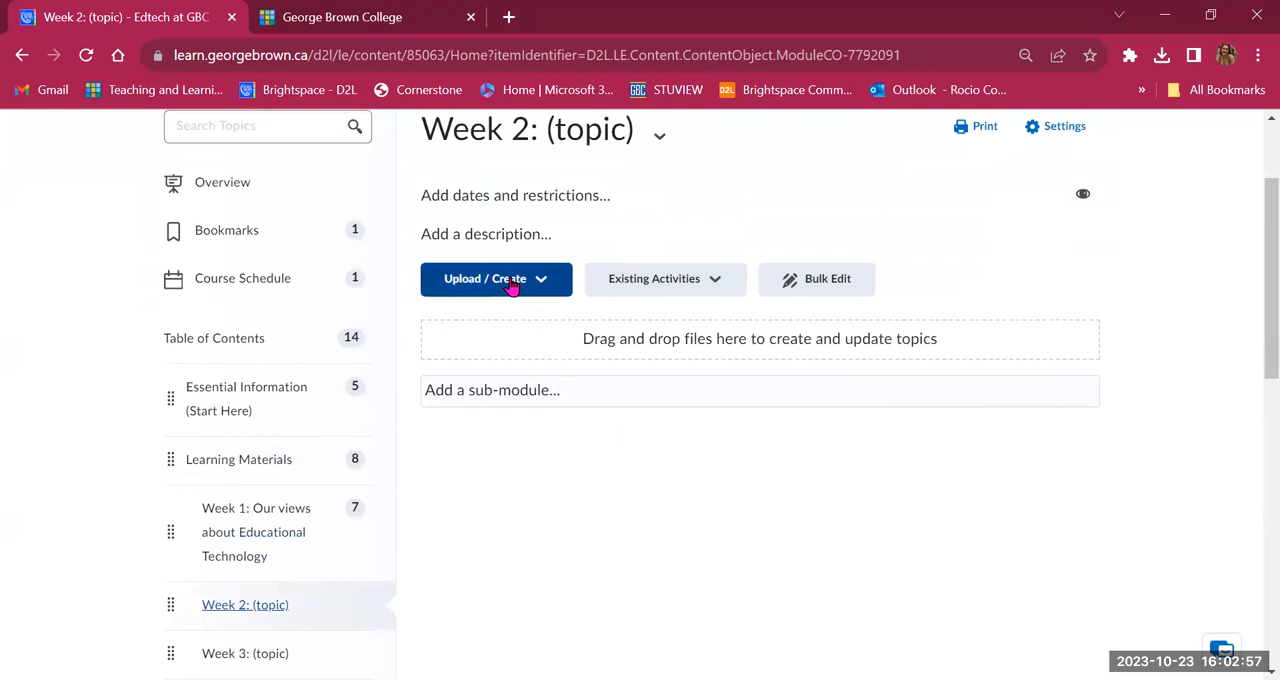 Week 2: (topic) - Edtech at GBC
George Brown College
learn.georgebrown.ca/d2l/le/content/85063/Home?itemIdentifier=D2L.LE.Content.ContentObject.ModuleCO-7792091
Gmail
Teaching and Learni...
Brightspace - D2L
Cornerstone
Home | Microsoft 3...
GBC
STUVIEW
D2L
Brightspace Comm...
Outlook - Rocio Co...
»
All Bookmarks
Search Topics
Overview
Bookmarks 1
Course Schedule 1
Table of Contents 14
Essential Information 5
(Start Here)
Learning Materials 8
Week 1: Our views 7
about Educational
Technology
Week 2: (topic)
Week 3: (topic)
Week 2: (topic)
Print
Settings
Add dates and restrictions...
Add a description...
Upload / Create
Existing Activities
Bulk Edit
Drag and drop files here to create and update topics
Add a sub-module...
2023-10-23 16:02:57